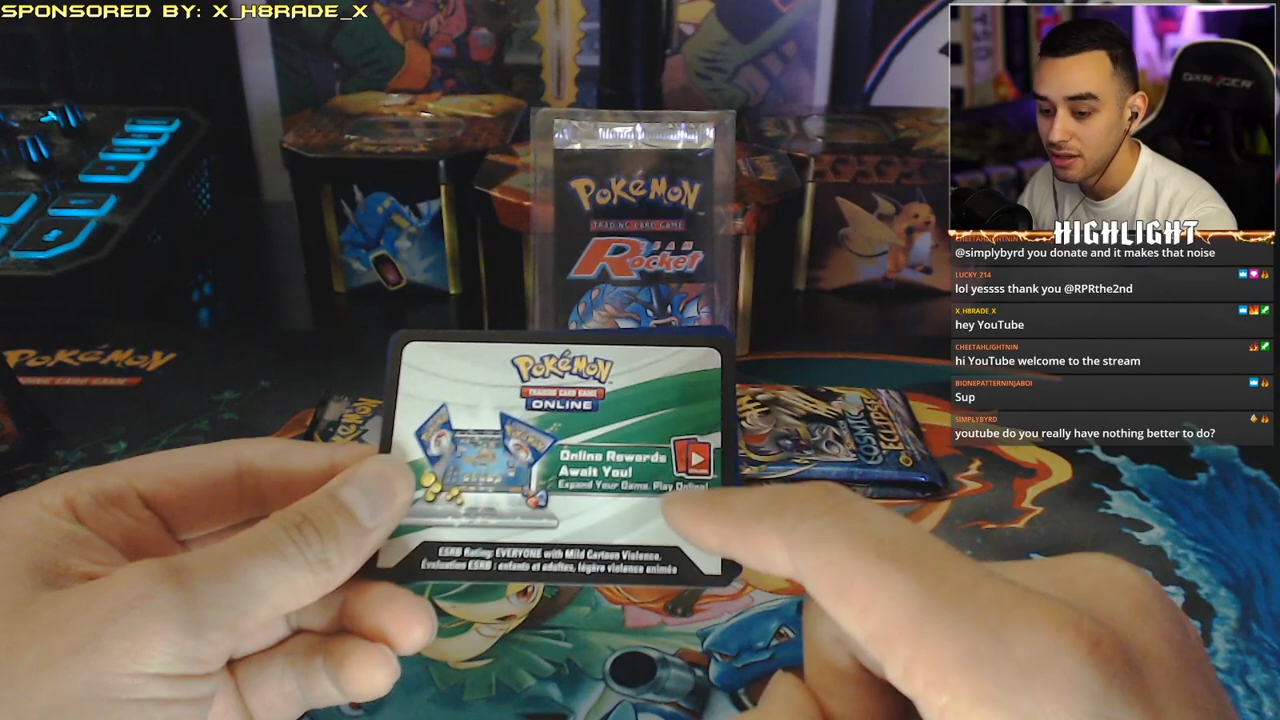 SPONSORED BY: X_H8RADE_X
DXRACER
HIGHLIGHT
CHEETAHLIGHTNIN
@simplybyrd you donate and it makes that noise
LUCKY_214
lol yessss thank you @RPRthe2nd
X_H8RADE_X
hey YouTube
CHEETAHLIGHTNIN
hi YouTube welcome to the stream
BIONEPATTERNINJABOI
Sup
SIMPLYBYRD
youtube do you really have nothing better to do?
POKéMON
TRADING CARD GAME
TEAM
Rocket
POKéMON
POKéMON
TRADING CARD GAME
ONLINE
Online Rewards
Await You!
Expand Your Game. Play Online!
ESRB Rating: EVERYONE with Mild Cartoon Violence.
Évaluation ESRB : enfants et adultes, légère violence animée
COSMIC
ECLIPSE